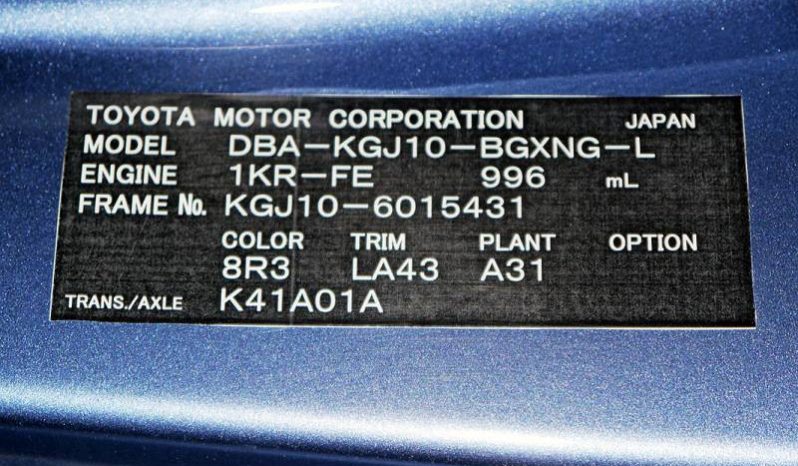 TOYOTA MOTOR CORPORATION JAPAN
MODEL DBA-KGJ10-BGXNG-L
ENGINE 1KR-FE 996 mL
FRAME No. KGJ10-6015431
COLOR TRIM PLANT OPTION
8R3 LA43 A31
TRANS./AXLE K41A01A